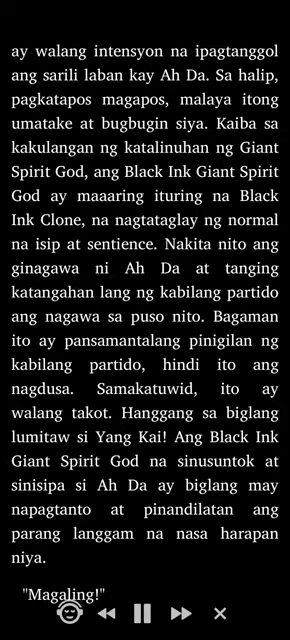 ay walang intensyon na ipagtanggol
ang sarili laban kay Ah Da. Sa halip,
pagkatapos magapos, malaya itong
umatake at bugbugin siya. Kaiba sa
kakulangan ng katalinuhan ng Giant
Spirit God, ang Black Ink Giant Spirit
God ay maaaring ituring na Black
Ink Clone, na nagtataglay ng normal
na isip at sentience. Nakita nito ang
ginagawa ni Ah Da at tanging
katangahan lang ng kabilang partido
ang nagawa sa puso nito. Bagaman
ito ay pansamantalang pinigilan ng
kabilang partido, hindi ito ang
nagdusa. Samakatuwid, ito ay
walang takot. Hanggang sa biglang
lumitaw si Yang Kai! Ang Black Ink
Giant Spirit God na sinusuntok at
sinisipa si Ah Da ay biglang may
napagtanto at pinandilatan ang
parang langgam na nasa harapan
niya.
"Magaling!"